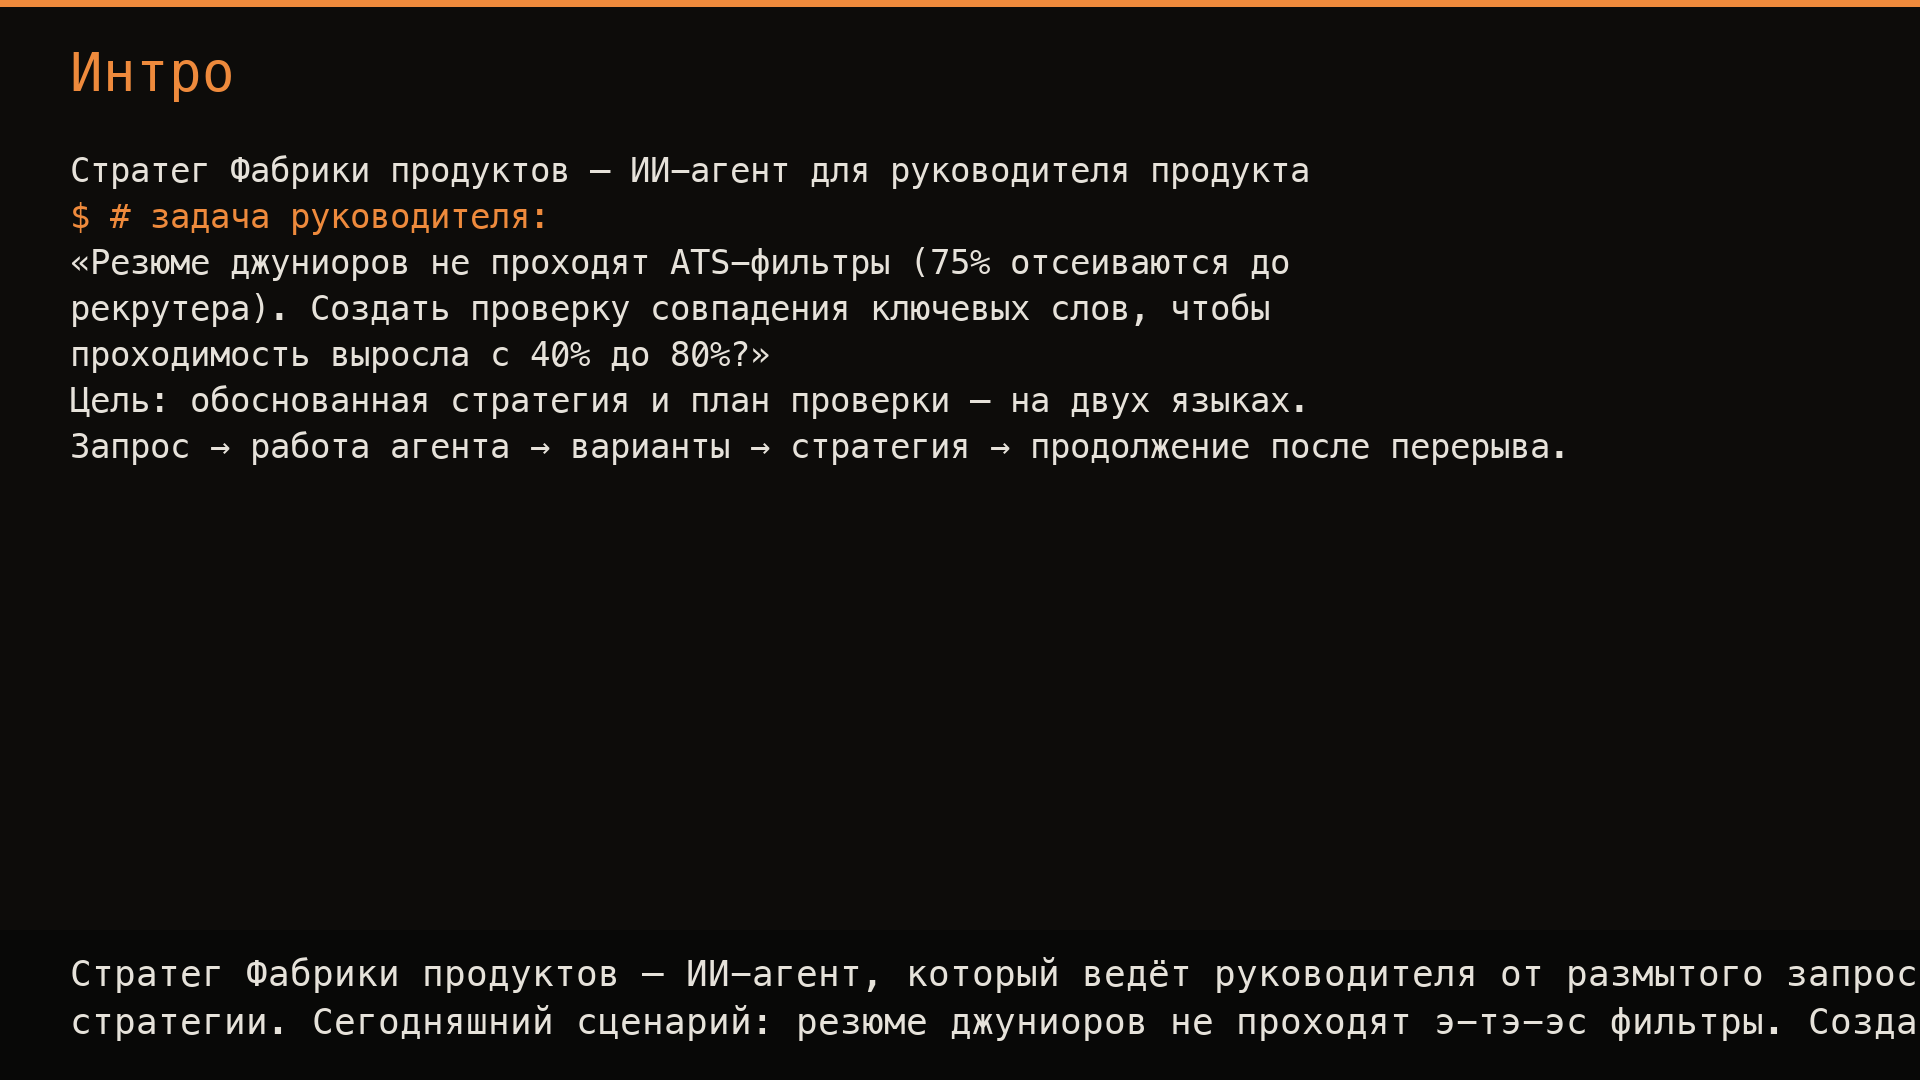 Интро
Стратег Фабрики продуктов — ИИ-агент для руководителя продукта
$ # задача руководителя:
«Резюме джуниоров не проходят ATS-фильтры (75% отсеиваются до
рекрутера). Создать проверку совпадения ключевых слов, чтобы
проходимость выросла с 40% до 80%?»
Цель: обоснованная стратегия и план проверки — на двух языках.
Запрос → работа агента → варианты → стратегия → продолжение после перерыва.
Стратег Фабрики продуктов — ИИ-агент, который ведёт руководителя от размытого запрос
стратегии. Сегодняшний сценарий: резюме джуниоров не проходят э-тэ-эс фильтры. Созда